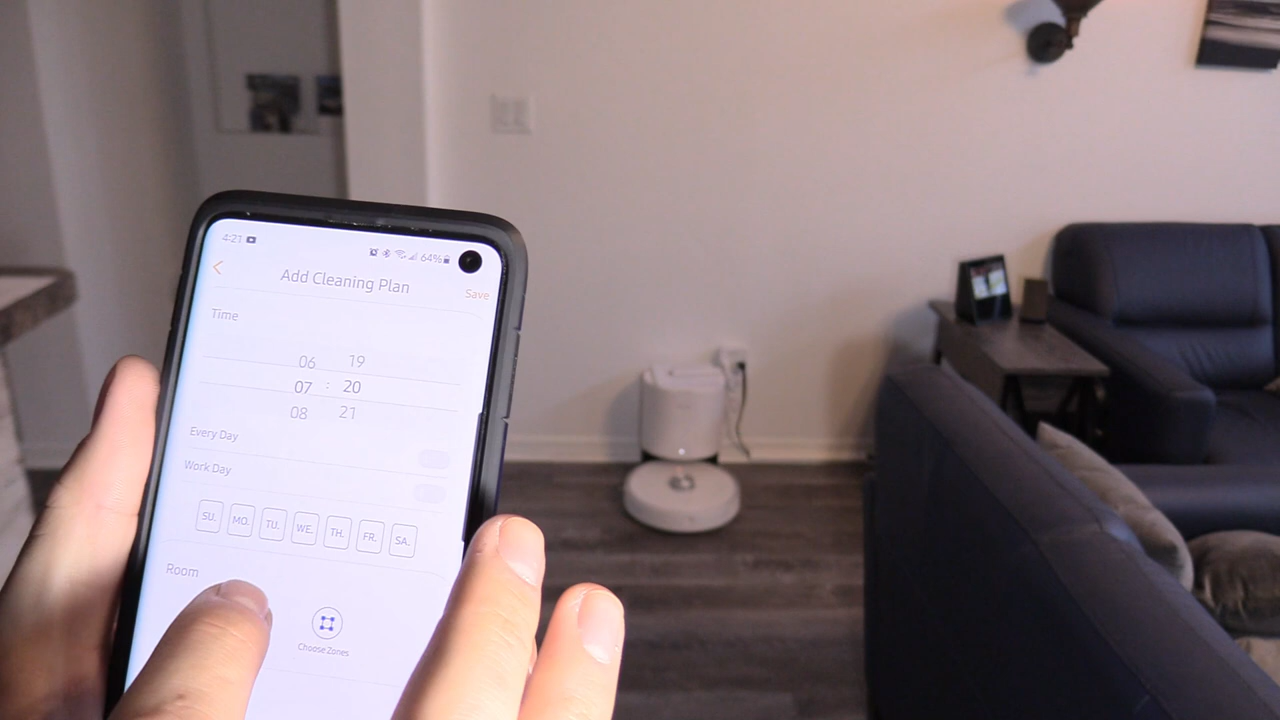 4:21 64%
Add Cleaning Plan
Save
Time
06 19
07 : 20
08 21
Every Day
Work Day
SU. MO. TU. WE. TH. FR. SA.
Room
Choose Zones